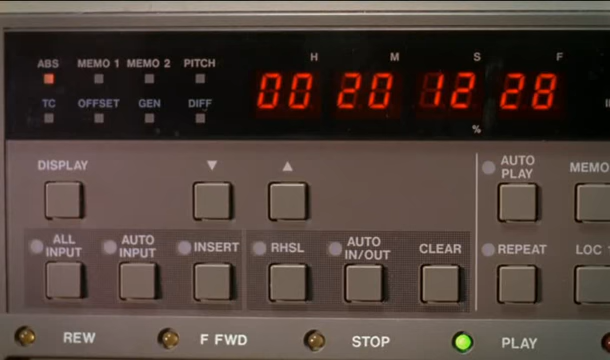 ABS MEMO 1 MEMO 2 PITCH
H M S F
TC OFFSET GEN DIFF
00 20 12 28
%
DISPLAY ▼ ▲
AUTO PLAY
MEMO
ALL INPUT
AUTO INPUT
INSERT
RHSL
AUTO IN/OUT
CLEAR
REPEAT
LOC
REW F FWD STOP PLAY